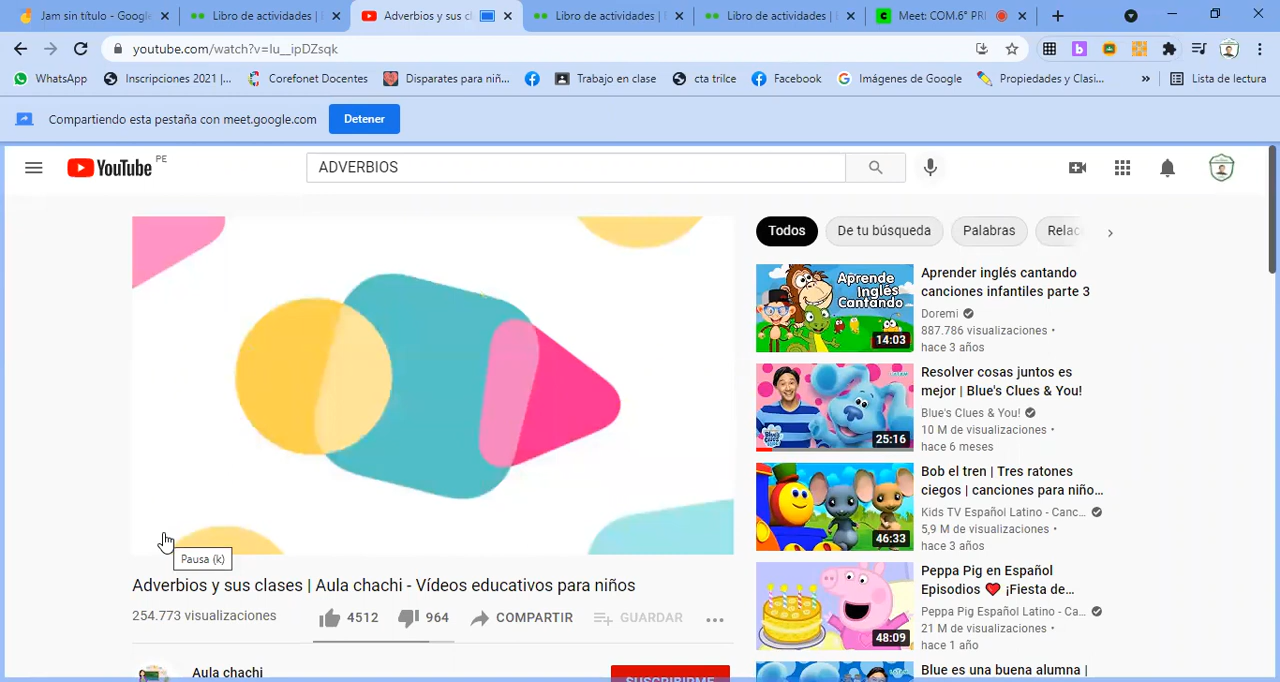 Jam sin título - Google
Libro de actividades |
Adverbios y sus cl
Libro de actividades |
Libro de actividades |
Meet: COM.6° PRI
youtube.com/watch?v=Iu__ipDZsqk
WhatsApp
Inscripciones 2021 |...
Corefonet Docentes
Disparates para niñ...
Trabajo en clase
cta trilce
Facebook
Imágenes de Google
Propiedades y Clasi...
»
Lista de lectura
Compartiendo esta pestaña con meet.google.com
Detener
YouTube PE
ADVERBIOS
Todos
De tu búsqueda
Palabras
Relac
Aprende
inglés
Cantando
14:03
Aprender inglés cantando
canciones infantiles parte 3
Doremi
887.786 visualizaciones •
hace 3 años
25:16
Resolver cosas juntos es
mejor | Blue's Clues & You!
Blue's Clues & You!
10 M de visualizaciones •
hace 6 meses
46:33
Bob el tren | Tres ratones
ciegos | canciones para niño...
Kids TV Español Latino - Canc...
5,9 M de visualizaciones •
hace 3 años
48:09
Peppa Pig en Español
Episodios ❤️ ¡Fiesta de...
Peppa Pig Español Latino - Ca...
21 M de visualizaciones •
hace 1 año
Blue es una buena alumna |
Pausa (k)
Adverbios y sus clases | Aula chachi - Vídeos educativos para niños
254.773 visualizaciones
4512
964
COMPARTIR
GUARDAR
Aula chachi
SUSCRIBIRME